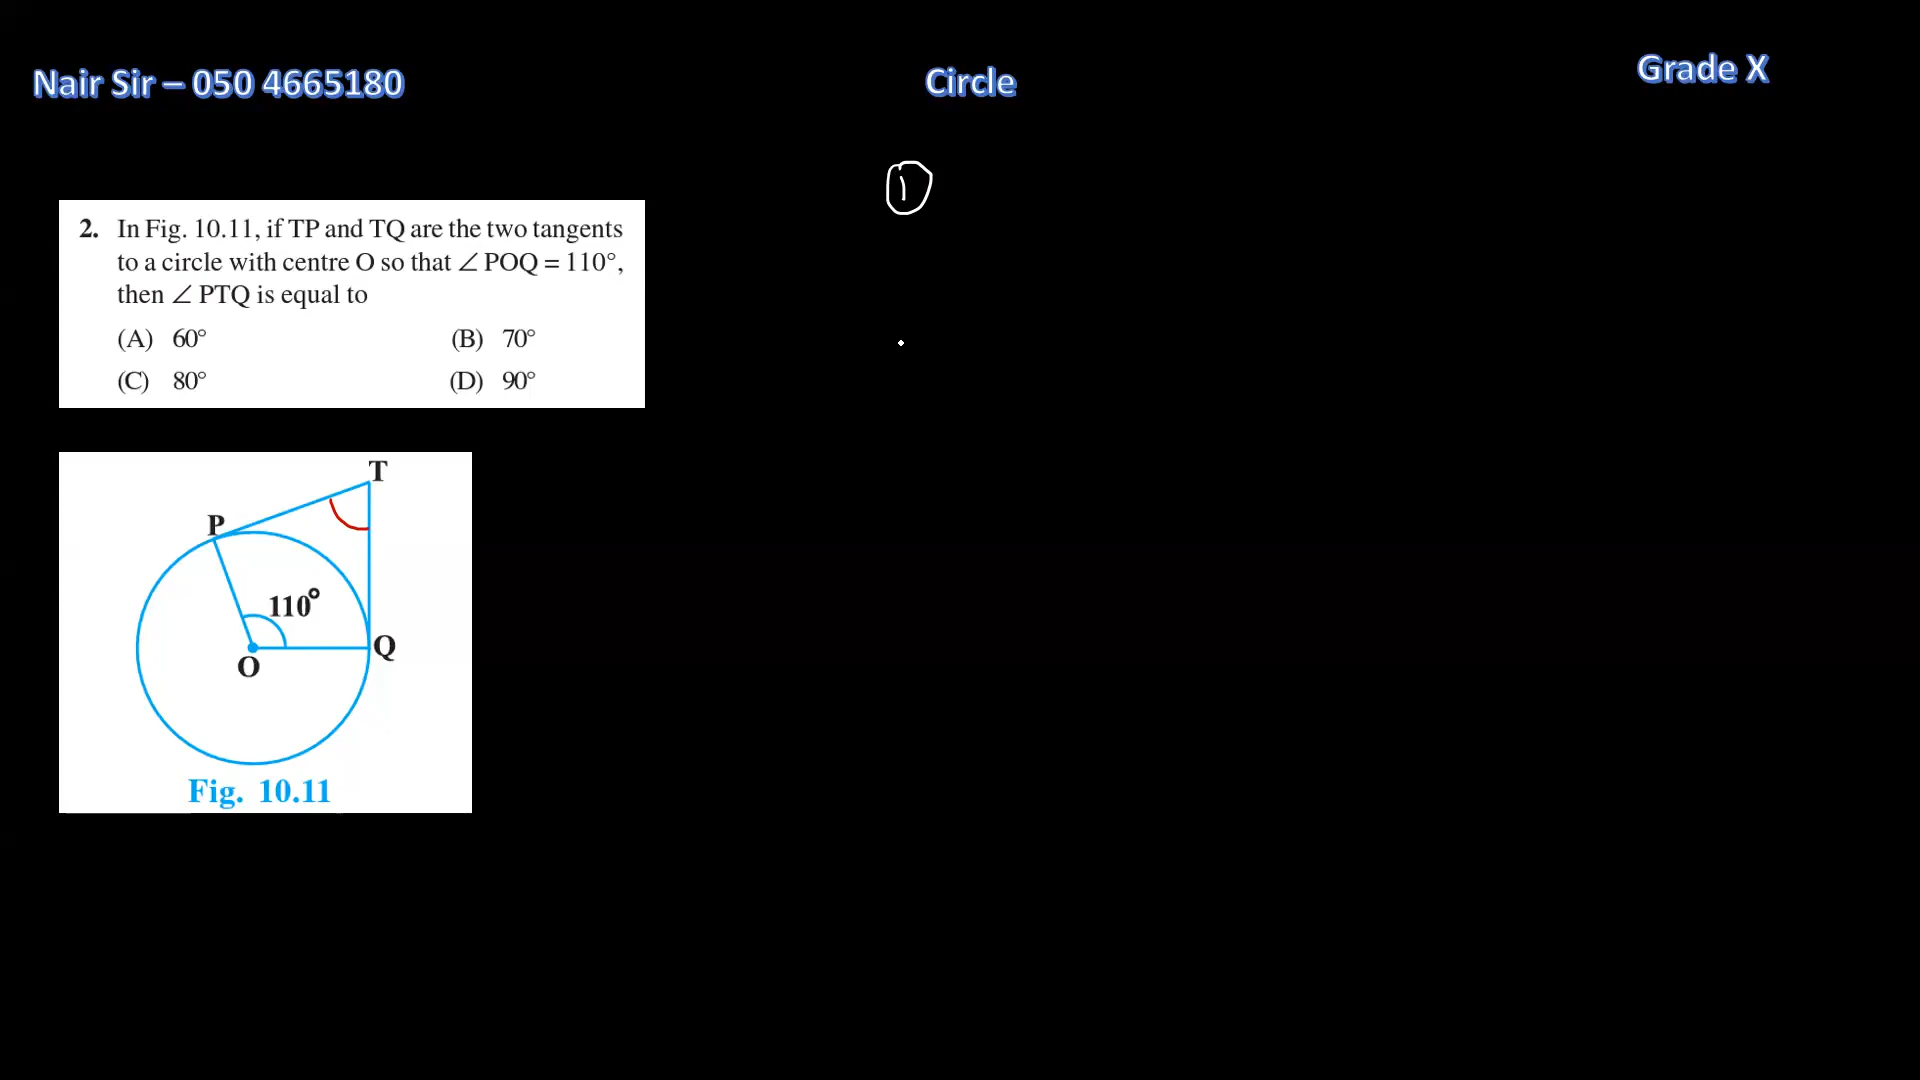 Nair Sir – 050 4665180
Circle
Grade X
1
2. In Fig. 10.11, if TP and TQ are the two tangents
to a circle with centre O so that ∠ POQ = 110°,
then ∠ PTQ is equal to
(A) 60° (B) 70°
(C) 80° (D) 90°
T
P
110°
Q
O
Fig. 10.11